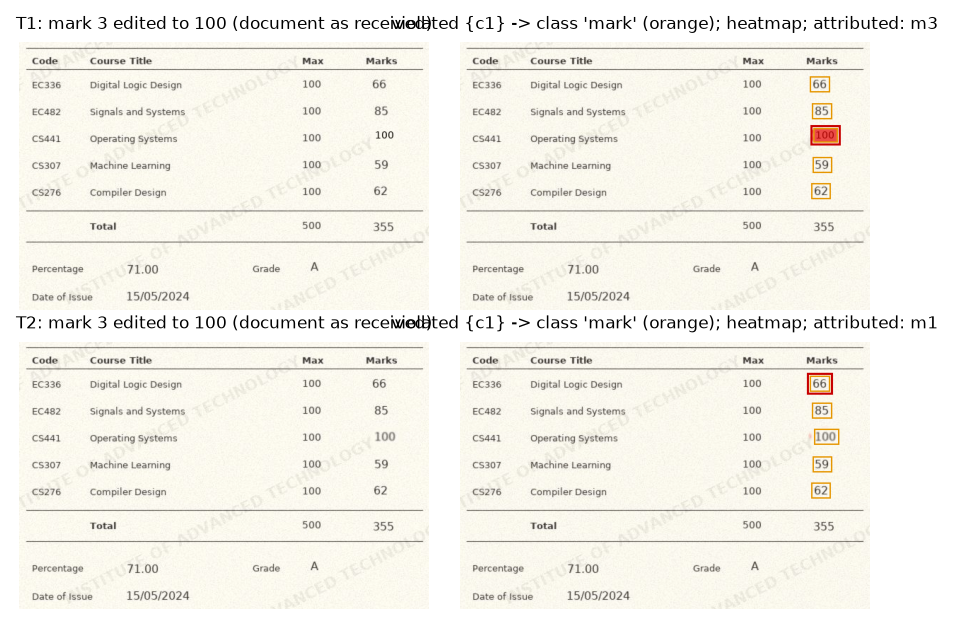 T1: mark 3 edited to 100 (document as received) violated {c1} -> class 'mark' (orange); heatmap; attributed: m3
Code Course Title Max Marks Code Course Title Max Marks
EC336 Digital Logic Design 100 66 EC336 Digital Logic Design 100 66
EC482 Signals and Systems 100 85 EC482 Signals and Systems 100 85
CS441 Operating Systems 100 100 CS441 Operating Systems 100 100
CS307 Machine Learning 100 59 CS307 Machine Learning 100 59
CS276 Compiler Design 100 62 CS276 Compiler Design 100 62
Total 500 355 Total 500 355
Percentage 71.00 Grade A Percentage 71.00 Grade A
Date of Issue 15/05/2024 Date of Issue 15/05/2024
T2: mark 3 edited to 100 (document as received) violated {c1} -> class 'mark' (orange); heatmap; attributed: m1
Code Course Title Max Marks Code Course Title Max Marks
EC336 Digital Logic Design 100 66 EC336 Digital Logic Design 100 66
EC482 Signals and Systems 100 85 EC482 Signals and Systems 100 85
CS441 Operating Systems 100 100 CS441 Operating Systems 100 100
CS307 Machine Learning 100 59 CS307 Machine Learning 100 59
CS276 Compiler Design 100 62 CS276 Compiler Design 100 62
Total 500 355 Total 500 355
Percentage 71.00 Grade A Percentage 71.00 Grade A
Date of Issue 15/05/2024 Date of Issue 15/05/2024